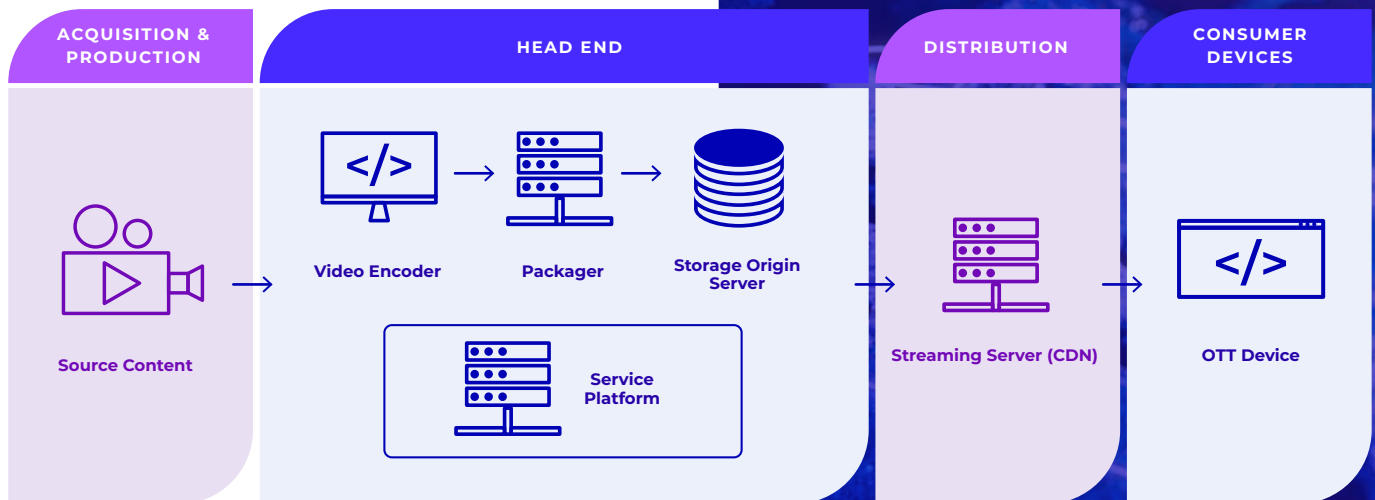 ACQUISITION &
PRODUCTION
HEAD END
DISTRIBUTION
CONSUMER
DEVICES
</>
Video Encoder
Packager
Storage Origin
Server
Source Content
Service
Platform
Streaming Server (CDN)
</>
OTT Device